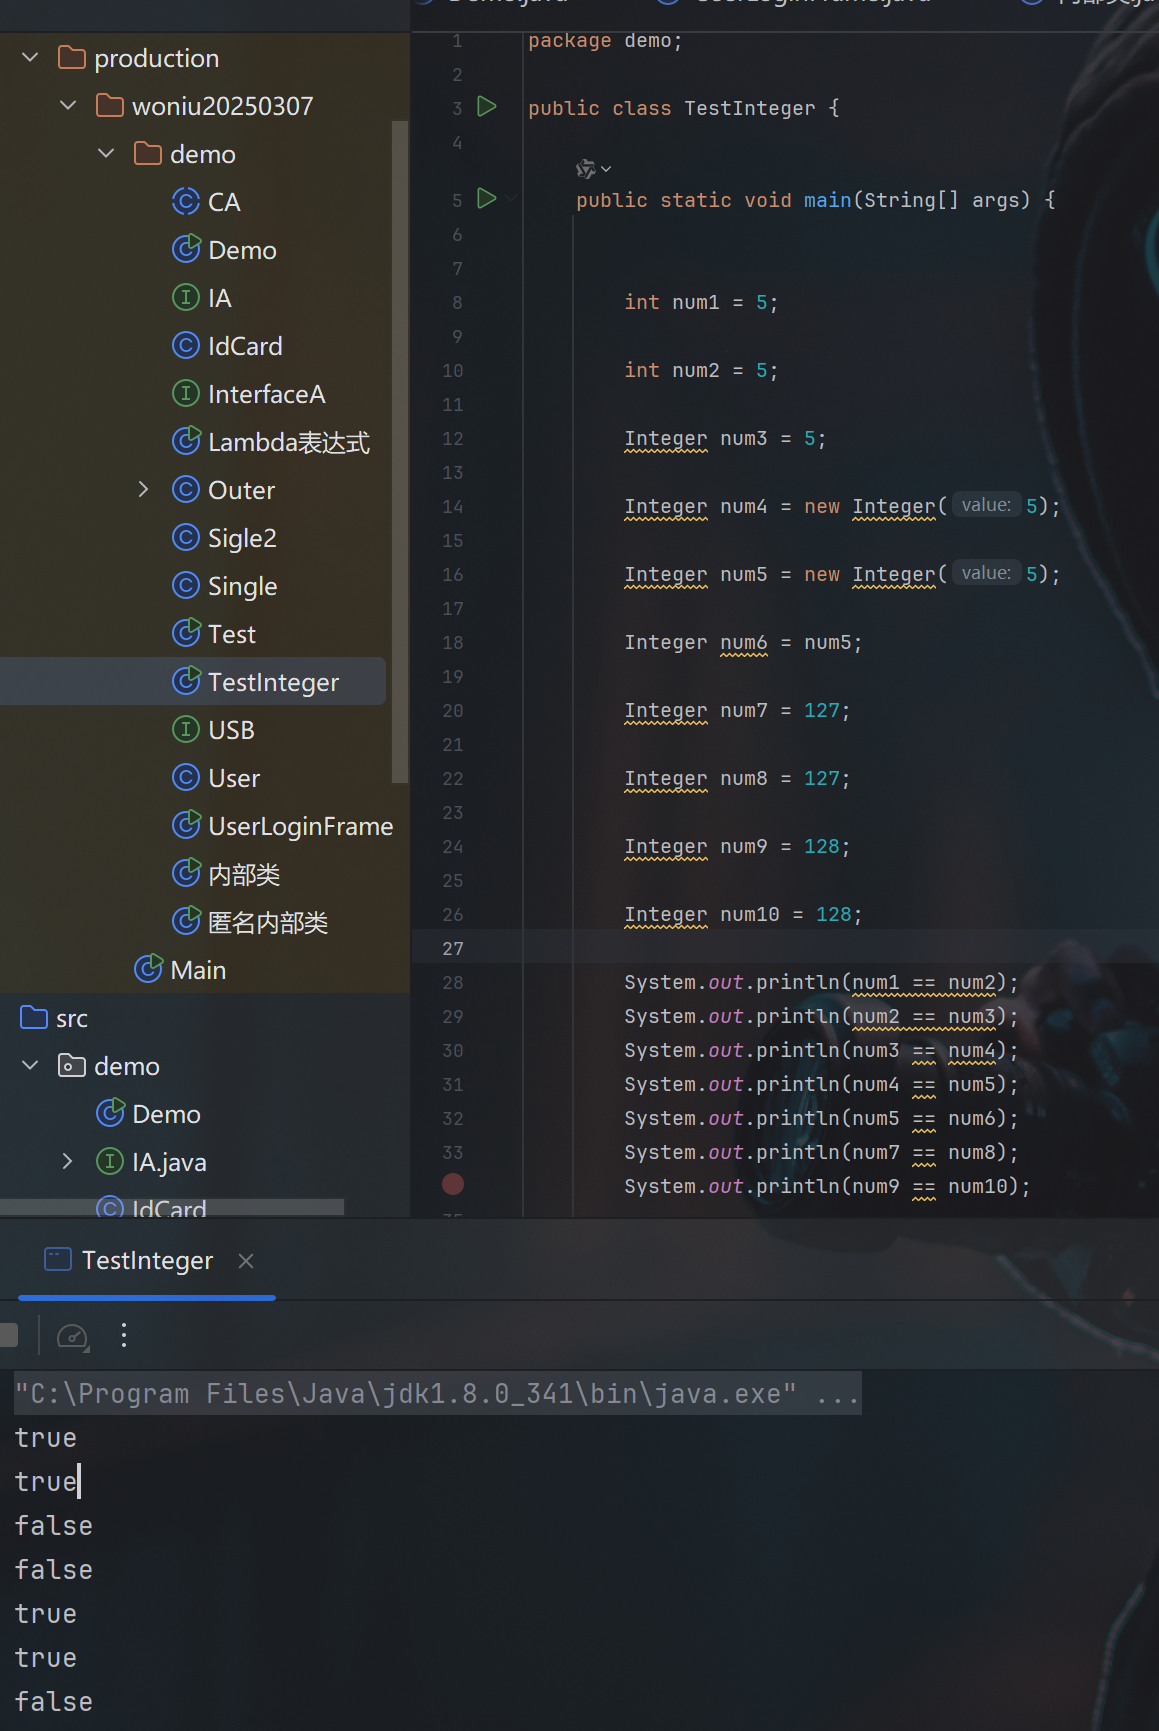 production
woniu20250307
demo
CA
Demo
IA
IdCard
InterfaceA
Lambda表达式
Outer
Sigle2
Single
Test
TestInteger
USB
User
UserLoginFrame
内部类
匿名内部类
Main
src
demo
Demo
IA.java
IdCard
1 package demo;
2
3 public class TestInteger {
4
5 public static void main(String[] args) {
6
7
8 int num1 = 5;
9
10 int num2 = 5;
11
12 Integer num3 = 5;
13
14 Integer num4 = new Integer( value: 5);
15
16 Integer num5 = new Integer( value: 5);
17
18 Integer num6 = num5;
19
20 Integer num7 = 127;
21
22 Integer num8 = 127;
23
24 Integer num9 = 128;
25
26 Integer num10 = 128;
27
28 System.out.println(num1 == num2);
29 System.out.println(num2 == num3);
30 System.out.println(num3 == num4);
31 System.out.println(num4 == num5);
32 System.out.println(num5 == num6);
33 System.out.println(num7 == num8);
System.out.println(num9 == num10);
TestInteger
"C:\Program Files\Java\jdk1.8.0_341\bin\java.exe" ...
true
true
false
false
true
true
false